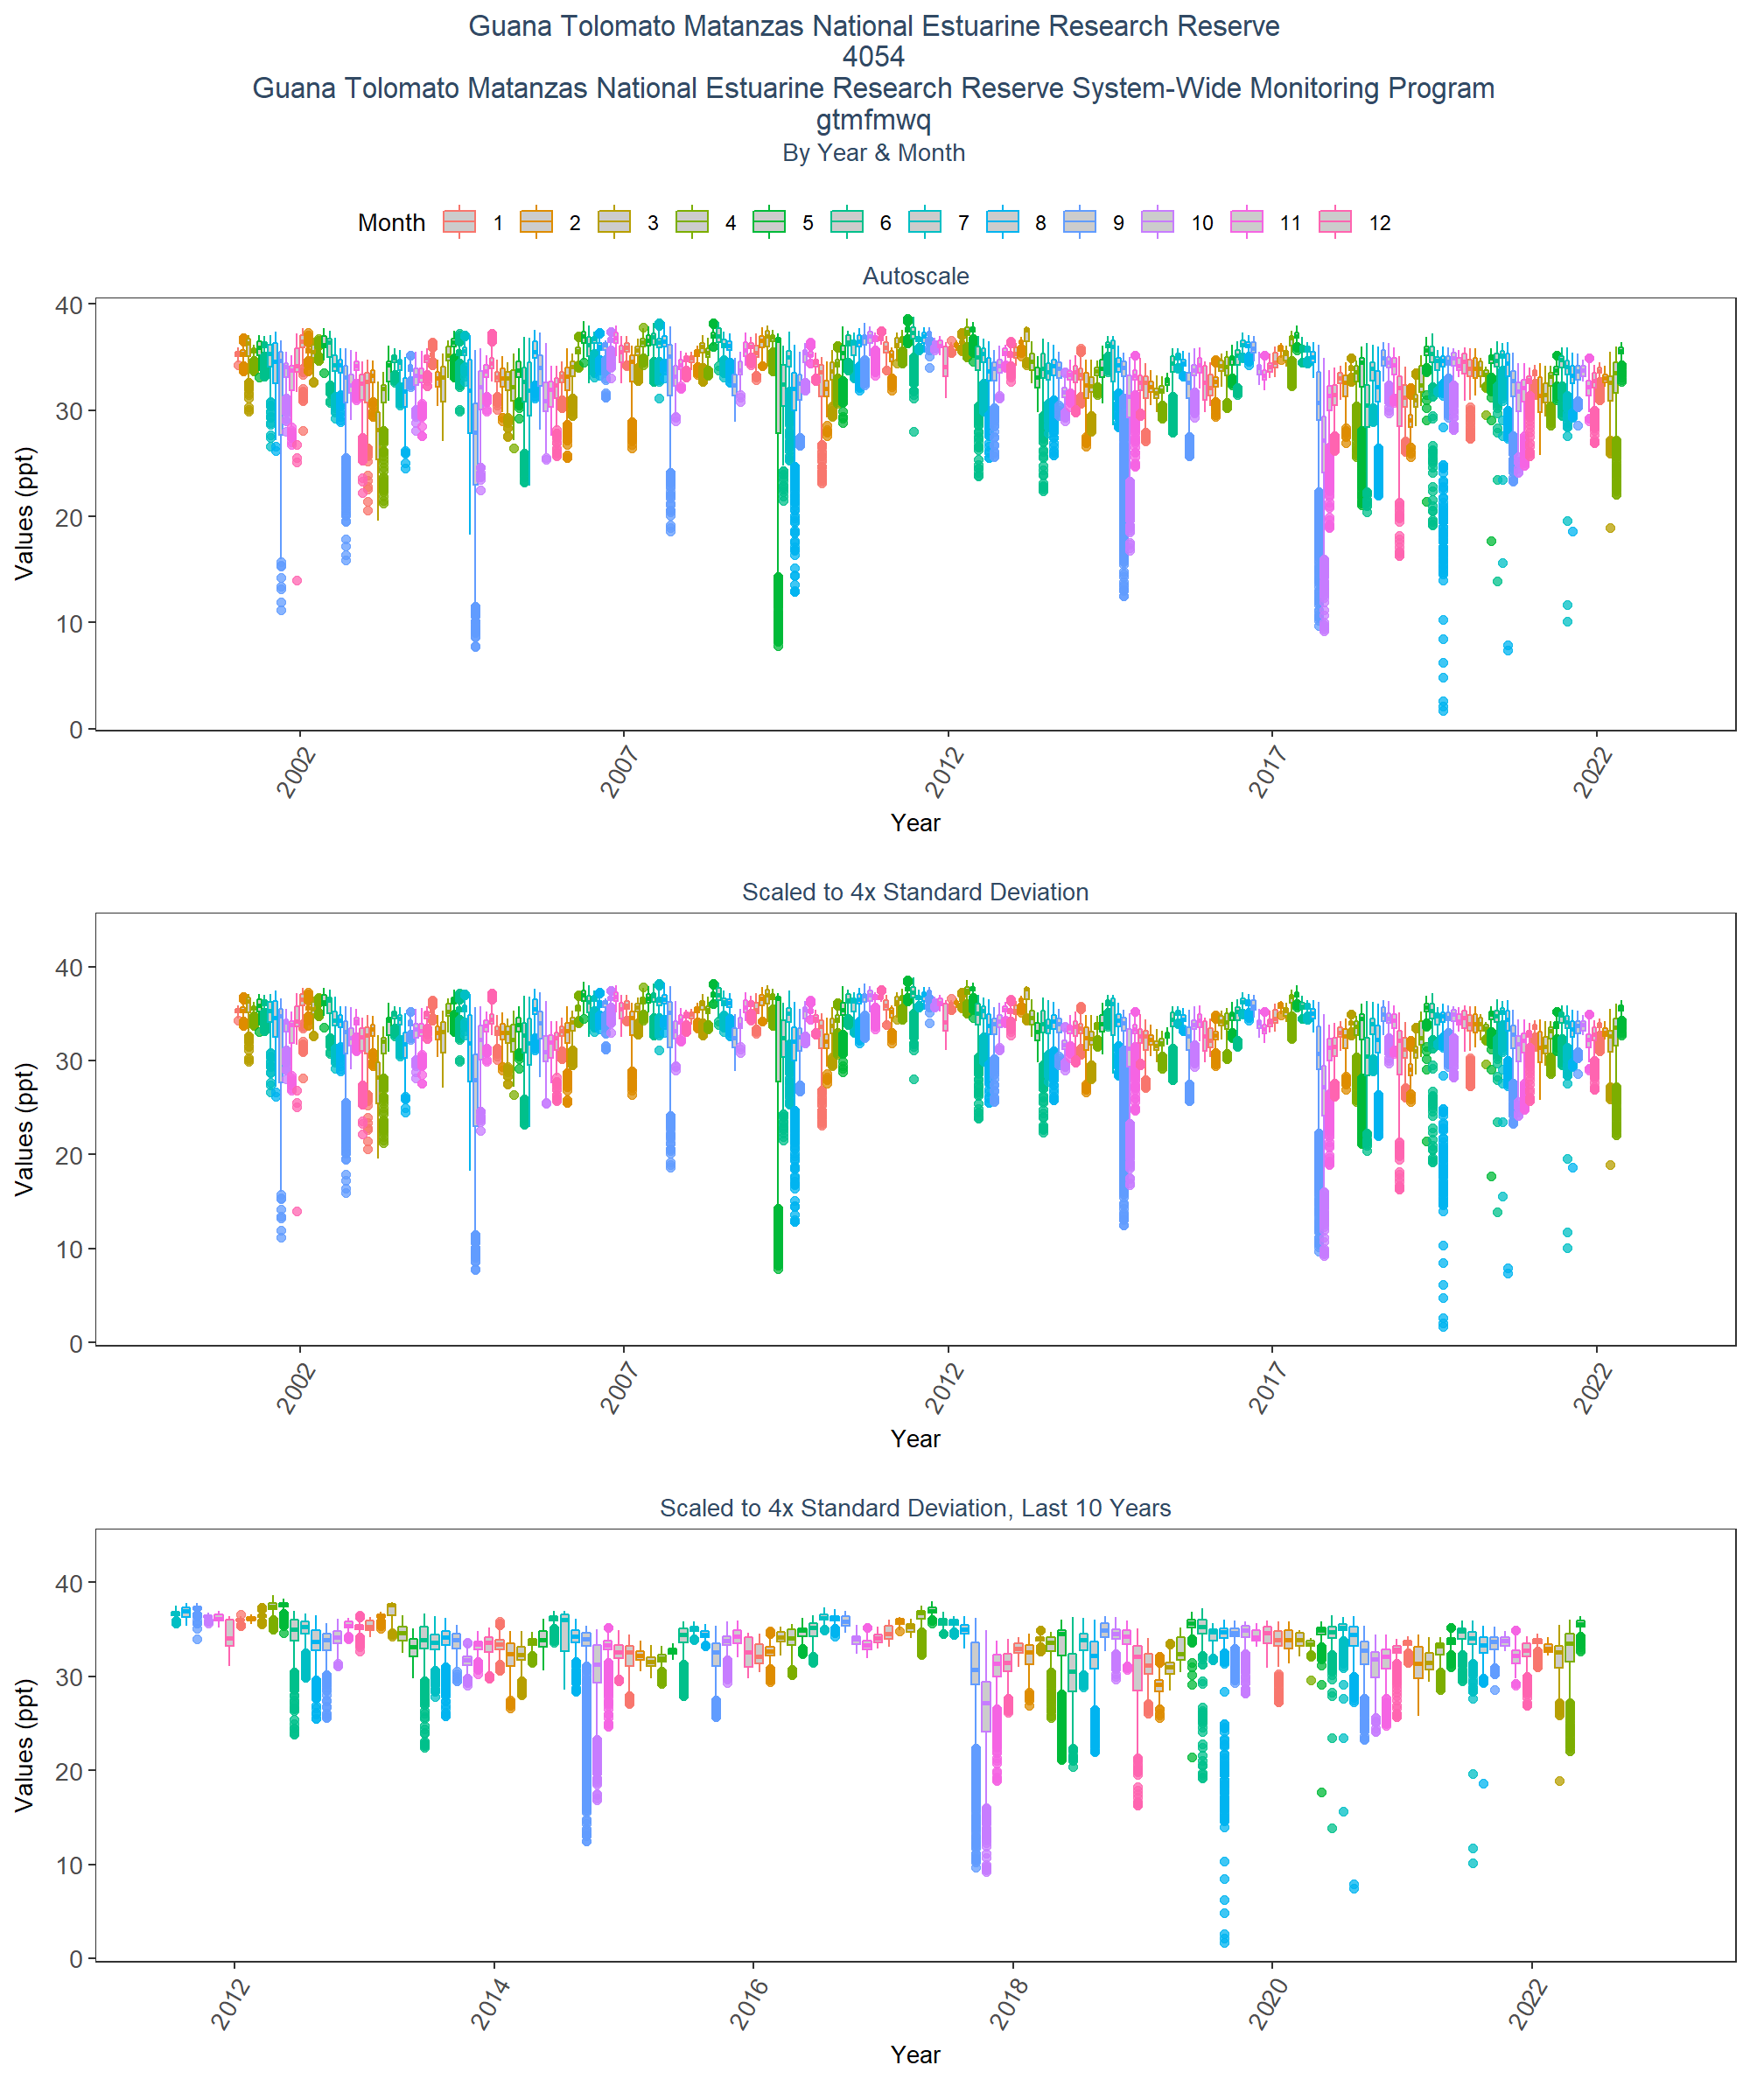 Guana Tolomato Matanzas National Estuarine Research Reserve
4054
Guana Tolomato Matanzas National Estuarine Research Reserve System-Wide Monitoring Program
gtmfmwq
By Year & Month
Month 1 2 3 4 5 6 7 8 9 10 11 12
Autoscale
Values (ppt)
40
30
20
10
0
2002 2007 2012 2017 2022
Year
Scaled to 4x Standard Deviation
Values (ppt)
40
30
20
10
0
2002 2007 2012 2017 2022
Year
Scaled to 4x Standard Deviation, Last 10 Years
Values (ppt)
40
30
20
10
0
2012 2014 2016 2018 2020 2022
Year